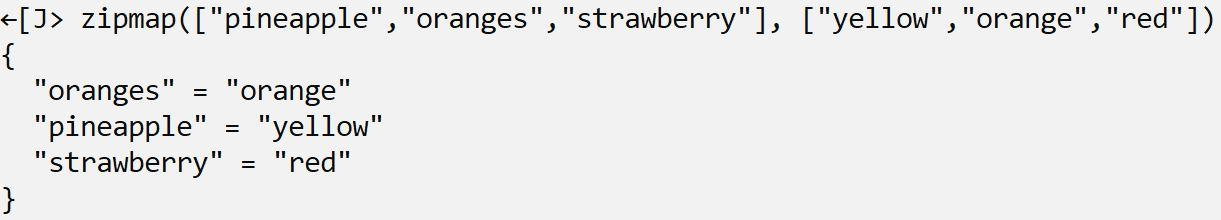 ←[J> zipmap(["pineapple","oranges","strawberry"], ["yellow","orange","red"])
{
  "oranges" = "orange"
  "pineapple" = "yellow"
  "strawberry" = "red"
}